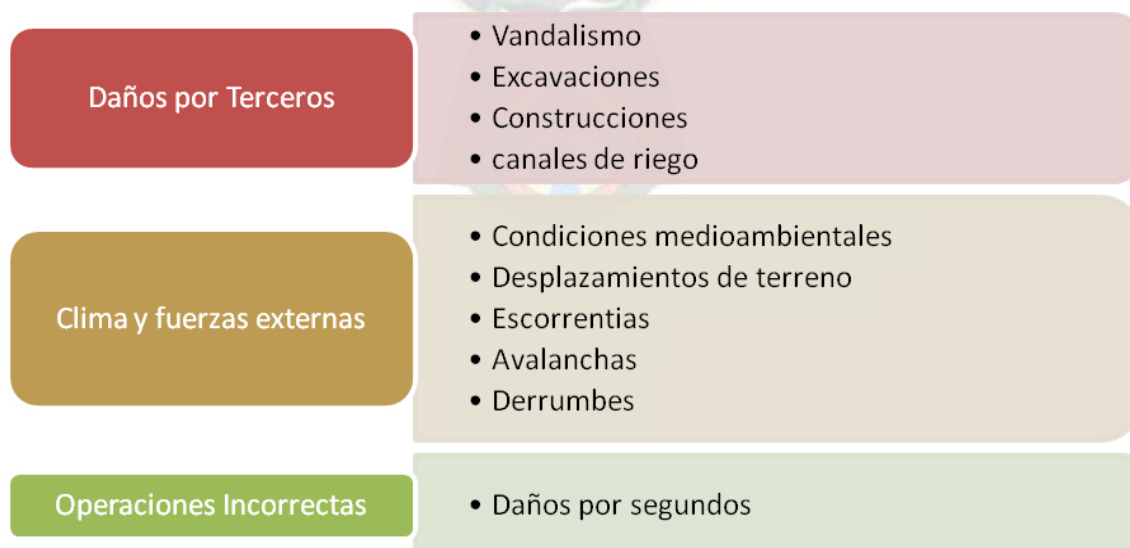 Daños por Terceros
• Vandalismo
• Excavaciones
• Construcciones
• canales de riego
Clima y fuerzas externas
• Condiciones medioambientales
• Desplazamientos de terreno
• Escorrentias
• Avalanchas
• Derrumbes
Operaciones Incorrectas
• Daños por segundos